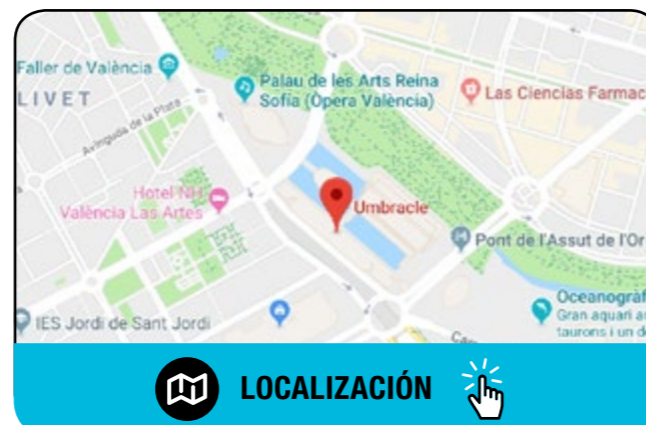 Faller de València
LIVET
Palau de les Arts Reina
Sofía (Òpera València)
Las Ciencias Farmac
Avinguda de la Plata
Hotel NH
València Las Artes
Umbracle
Pont de l'Assut de l'Or
IES Jordi de Sant Jordi
Oceanogràf
Gran aquari a
taurons i un d
Cam
LOCALIZACIÓN